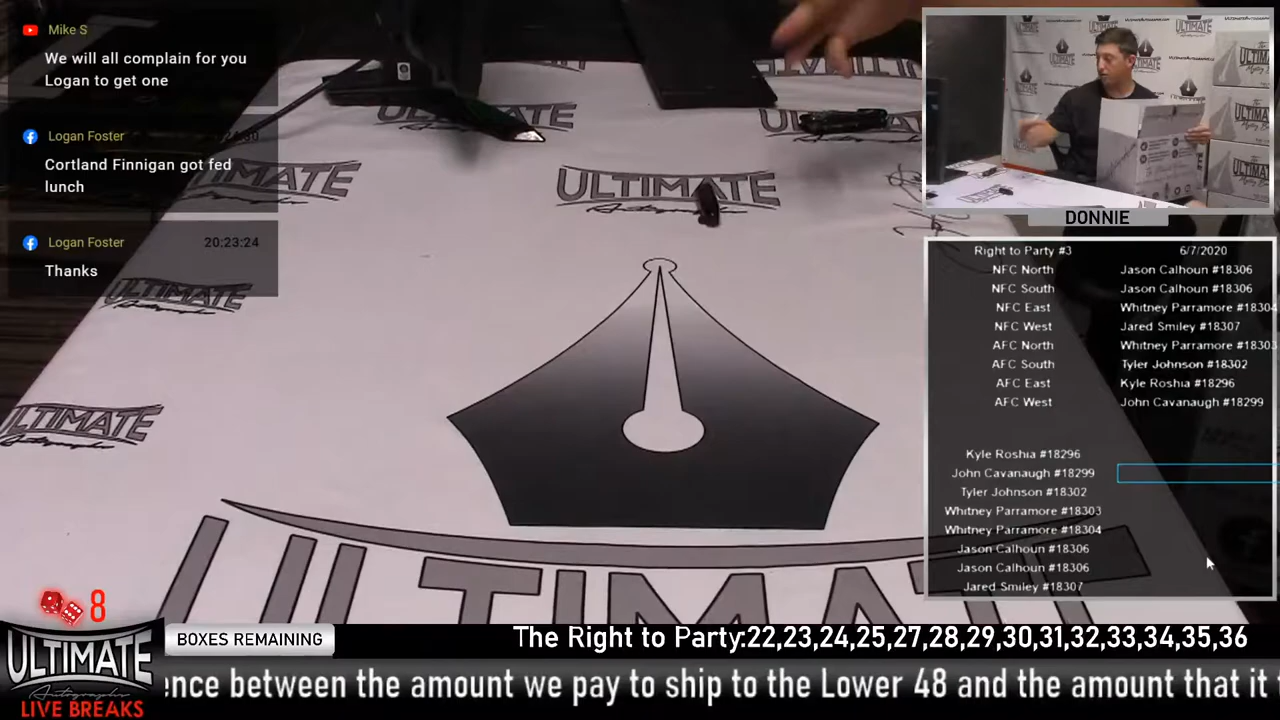 Mike S
We will all complain for you
Logan to get one
Logan Foster
Cortland Finnigan got fed
lunch
Logan Foster 20:23:24
Thanks
ULTIMATE
ULTIMATE
ULTIMATE
ULTIMATE
ULTIMATE
DONNIE
Right to Party #3 6/7/2020
NFC North Jason Calhoun #18306
NFC South Jason Calhoun #18306
NFC East Whitney Parramore #18304
NFC West Jared Smiley #18307
AFC North Whitney Parramore #18303
AFC South Tyler Johnson #18302
AFC East Kyle Roshia #18296
AFC West John Cavanaugh #18299
Kyle Roshia #18296
John Cavanaugh #18299
Tyler Johnson #18302
Whitney Parramore #18303
Whitney Parramore #18304
Jason Calhoun #18306
Jason Calhoun #18306
Jared Smiley #18307
8
ULTIMATE
Autographs
LIVE BREAKS
BOXES REMAINING
The Right to Party:22,23,24,25,27,28,29,30,31,32,33,34,35,36
ence between the amount we pay to ship to the Lower 48 and the amount that it